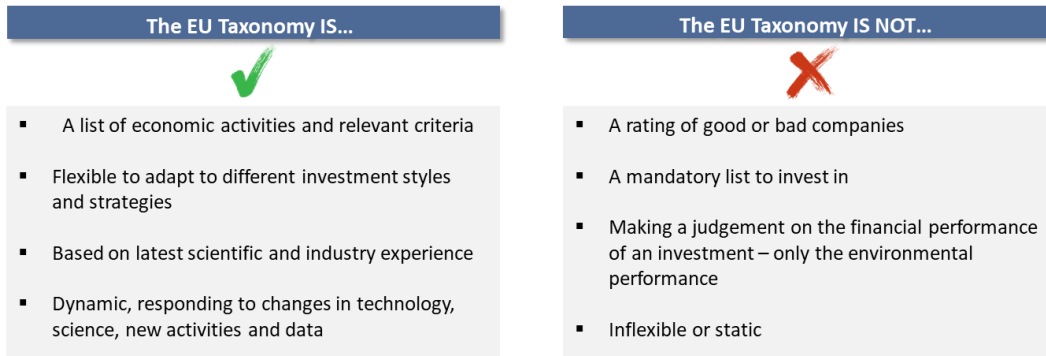 The EU Taxonomy IS...
▪ A list of economic activities and relevant criteria
▪ Flexible to adapt to different investment styles
and strategies
▪ Based on latest scientific and industry experience
▪ Dynamic, responding to changes in technology,
science, new activities and data
The EU Taxonomy IS NOT...
▪ A rating of good or bad companies
▪ A mandatory list to invest in
▪ Making a judgement on the financial performance
of an investment – only the environmental
performance
▪ Inflexible or static